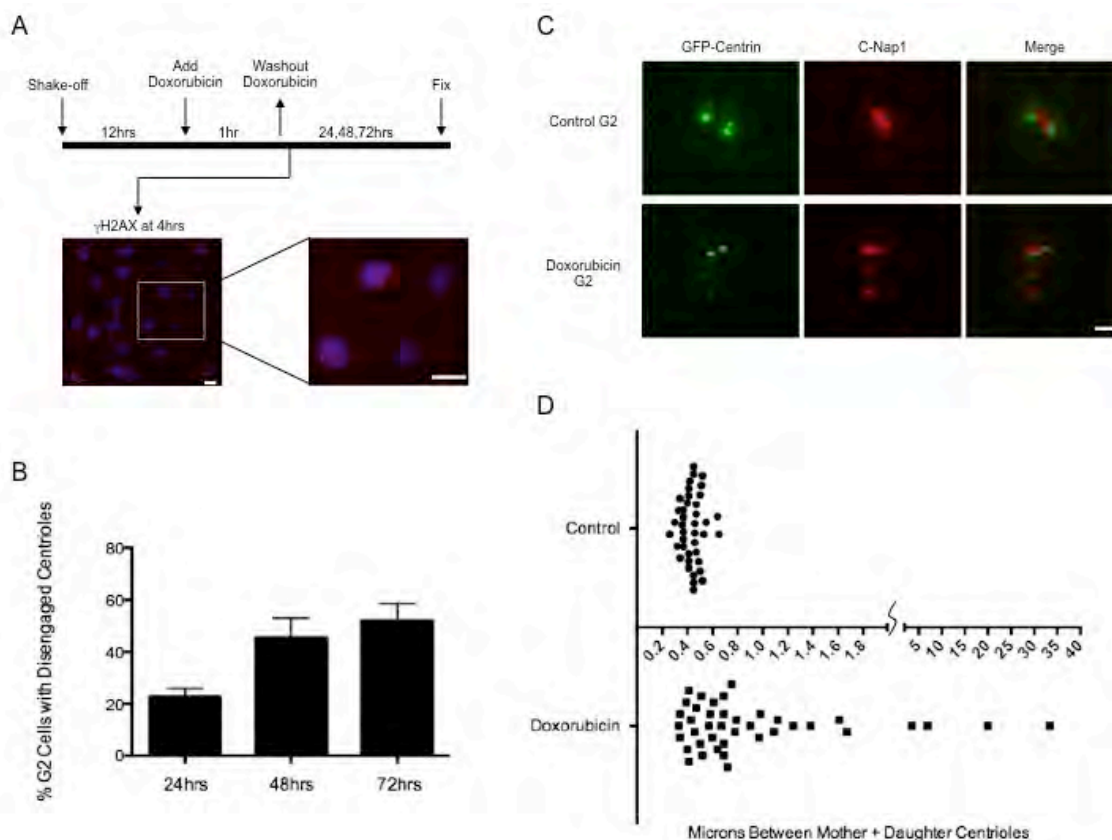 A
Shake-off
Add
Doxorubicin
Washout
Doxorubicin
Fix
12hrs
1hr
24,48,72hrs
γH2AX at 4hrs
B
% G2 Cells with Disengaged Centrioles
80
60
40
20
0
24hrs
48hrs
72hrs
C
GFP-Centrin
C-Nap1
Merge
Control G2
Doxorubicin
G2
D
Control
0.2
0.4
0.6
0.8
1.0
1.2
1.4
1.6
1.8
5
10
15
20
25
30
35
40
Doxorubicin
Microns Between Mother + Daughter Centrioles